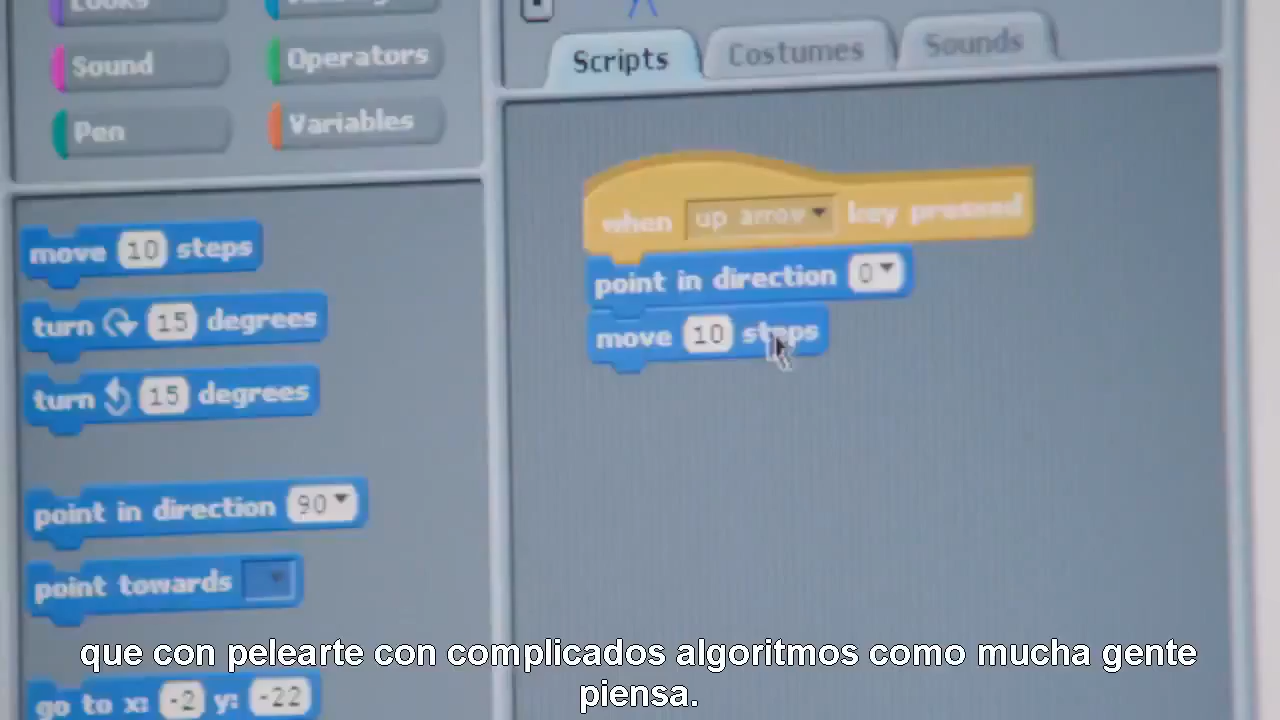 Looks
Sound
Operators
Pen
Variables
Scripts
Costumes
Sounds
move 10 steps
turn 15 degrees
turn 15 degrees
point in direction 90
point towards
go to x: -2 y: -22
when up arrow key pressed
point in direction 0
move 10 steps
que con pelearte con complicados algoritmos como mucha gente
piensa.